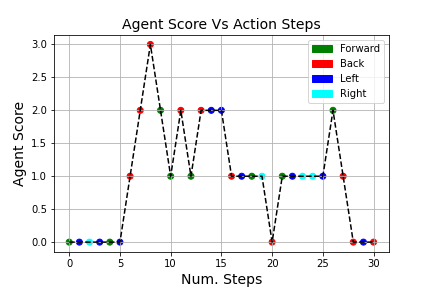 Agent Score Vs Action Steps
3.0
2.5
2.0
1.5
1.0
0.5
0.0
Agent Score
Forward
Back
Left
Right
0 5 10 15 20 25 30
Num. Steps